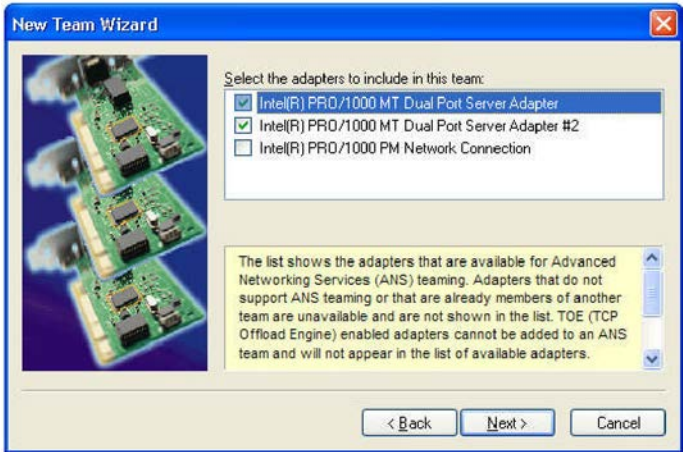 New Team Wizard
Select the adapters to include in this team:
Intel(R) PRO/1000 MT Dual Port Server Adapter
Intel(R) PRO/1000 MT Dual Port Server Adapter #2
Intel(R) PRO/1000 PM Network Connection
The list shows the adapters that are available for Advanced
Networking Services (ANS) teaming. Adapters that do not
support ANS teaming or that are already members of another
team are unavailable and are not shown in the list. TOE (TCP
Offload Engine) enabled adapters cannot be added to an ANS
team and will not appear in the list of available adapters.
< Back
Next >
Cancel